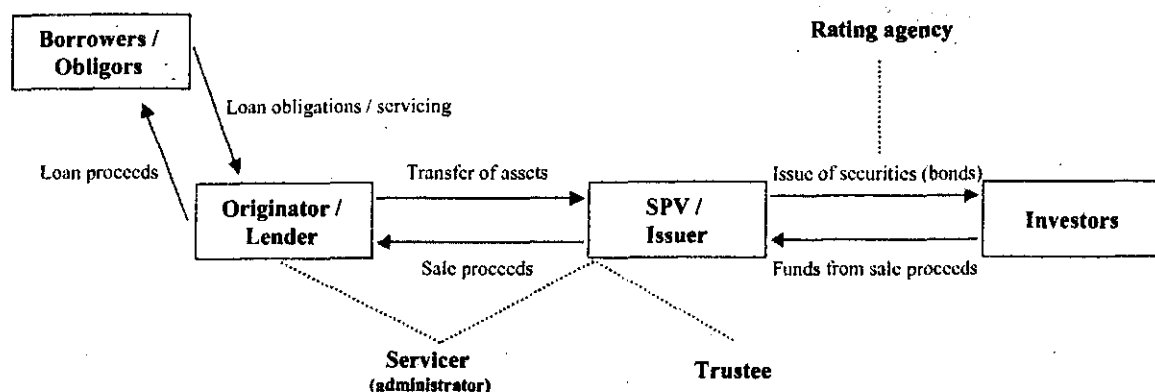 Borrowers /
Obligors
Rating agency
Loan obligations / servicing
Loan proceeds
Transfer of assets
Issue of securities (bonds)
Originator /
Lender
SPV /
Issuer
Investors
Sale proceeds
Funds from sale proceeds
Servicer
(administrator)
Trustee